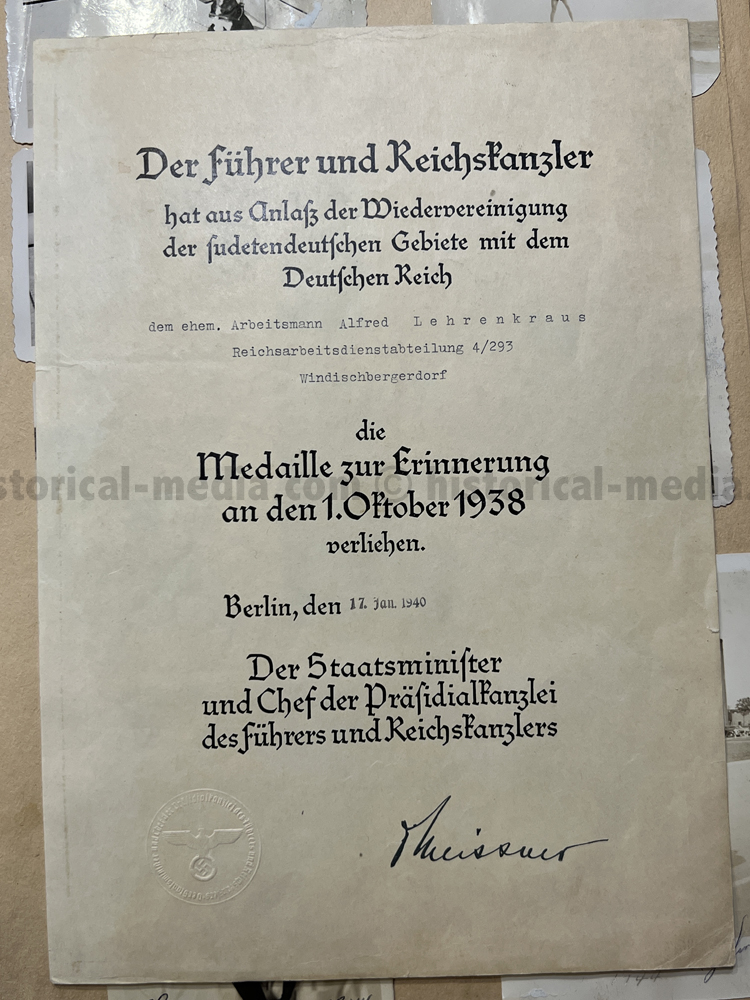 Der Führer und Reichskanzler
hat aus Anlaß der Wiedervereinigung
der sudetendeutschen Gebiete mit dem
Deutschen Reich
dem ehem. Arbeitsmann Alfred L e h r e n k r a u s
Reichsarbeitsdienstabteilung 4/293
Windischbergerdorf
die
Medaille zur Erinnerung
storical-media.com © historical-media
an den 1. Oktober 1938
verliehen.
Berlin, den 17. Jan. 1940
Der Staatsminister
und Chef der Präsidialkanzlei
des Führers und Reichskanzlers
Meissner